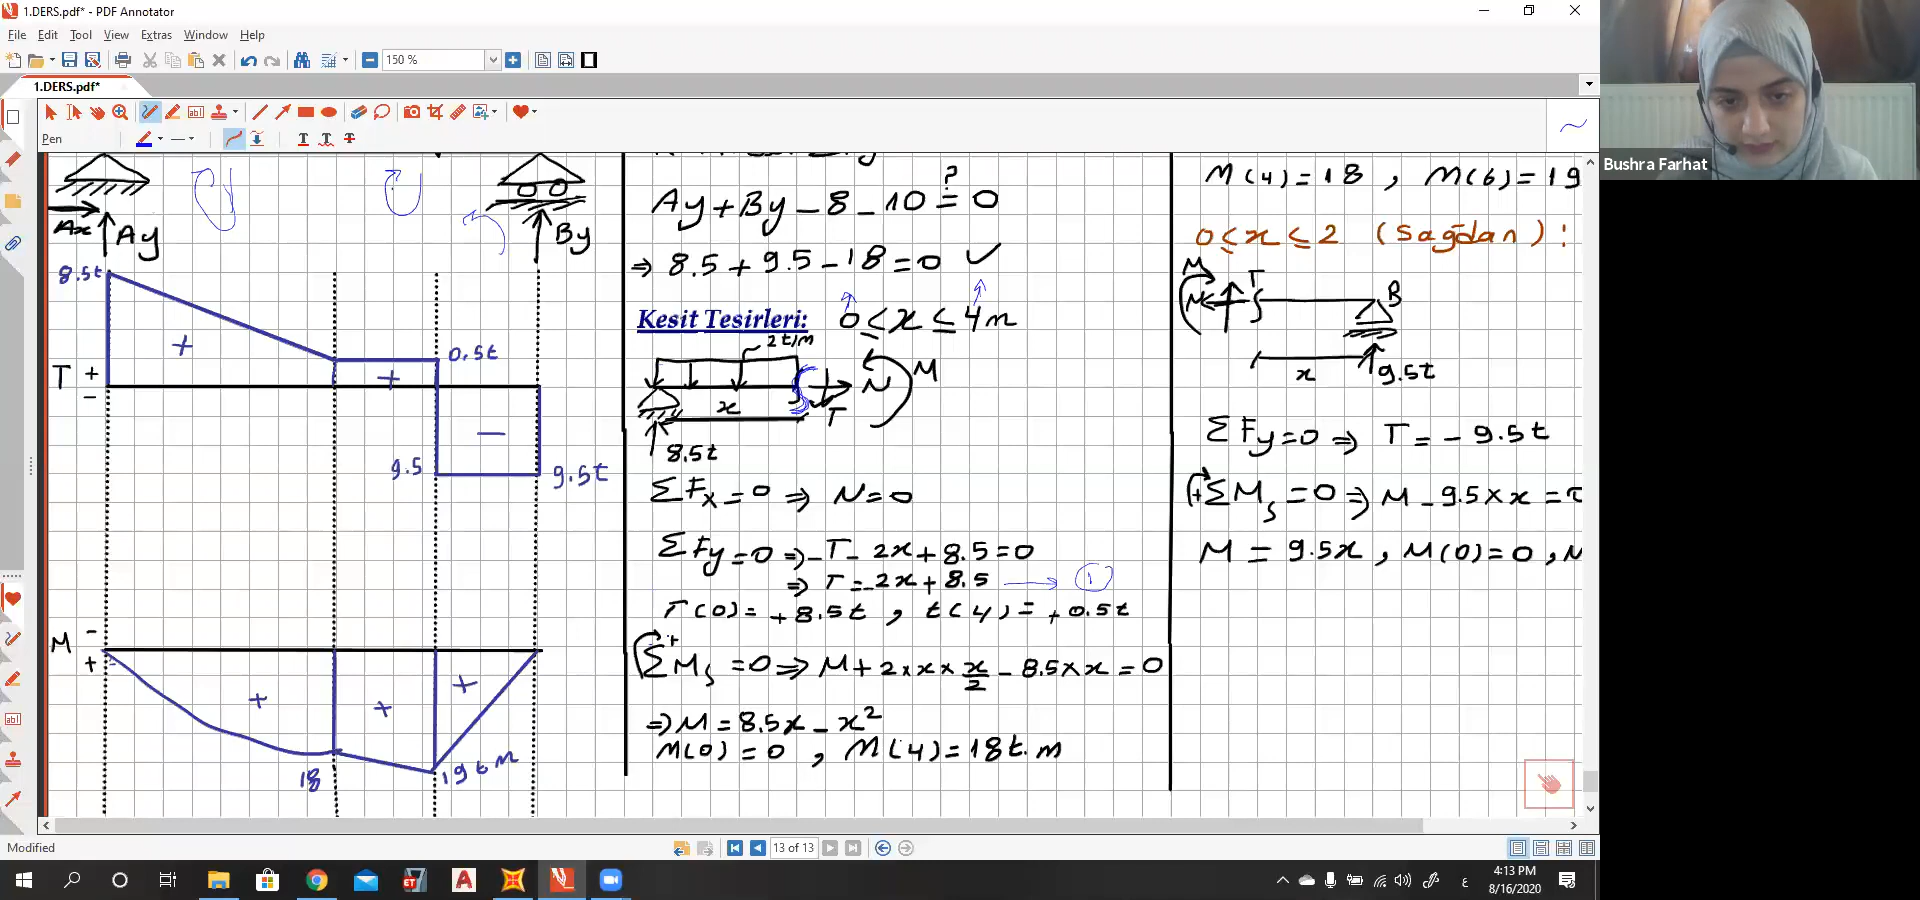 1.DERS.pdf* - PDF Annotator
File Edit Tool View Extras Window Help
150 %
1.DERS.pdf*
Pen
Ax Ay
By
8.5t
+
T + -
+
0.5t
-
9.5
9.5t
M - +
+
+
+
18
19 t m
Ay + By - 8 - 10 ?= 0
⇒ 8.5 + 9.5 - 18 = 0 ✓
Kesit Tesirleri: 0 ≤ x ≤ 4m
2 t/m
M
N
x
T
8.5t
ΣFx = 0 ⇒ N = 0
ΣFy = 0 ⇒ -T - 2x + 8.5 = 0
⇒ T = -2x + 8.5 → 1
T(0) = +8.5t , t(4) = +0.5t
+
ΣMs = 0 ⇒ M + 2 × x × x/2 - 8.5 × x = 0
⇒ M = 8.5x - x²
M(0) = 0 , M(4) = 18t.m
M(4) = 18 , M(6) = 19
0 ≤ x ≤ 2 (Sağdan) :
M
T
N
B
x
9.5t
ΣFy = 0 ⇒ T = - 9.5t
+ ΣMs = 0 ⇒ M - 9.5 × x =
M = 9.5x , M(0) = 0 ,
Modified
13 of 13
Bushra Farhat
4:13 PM
8/16/2020